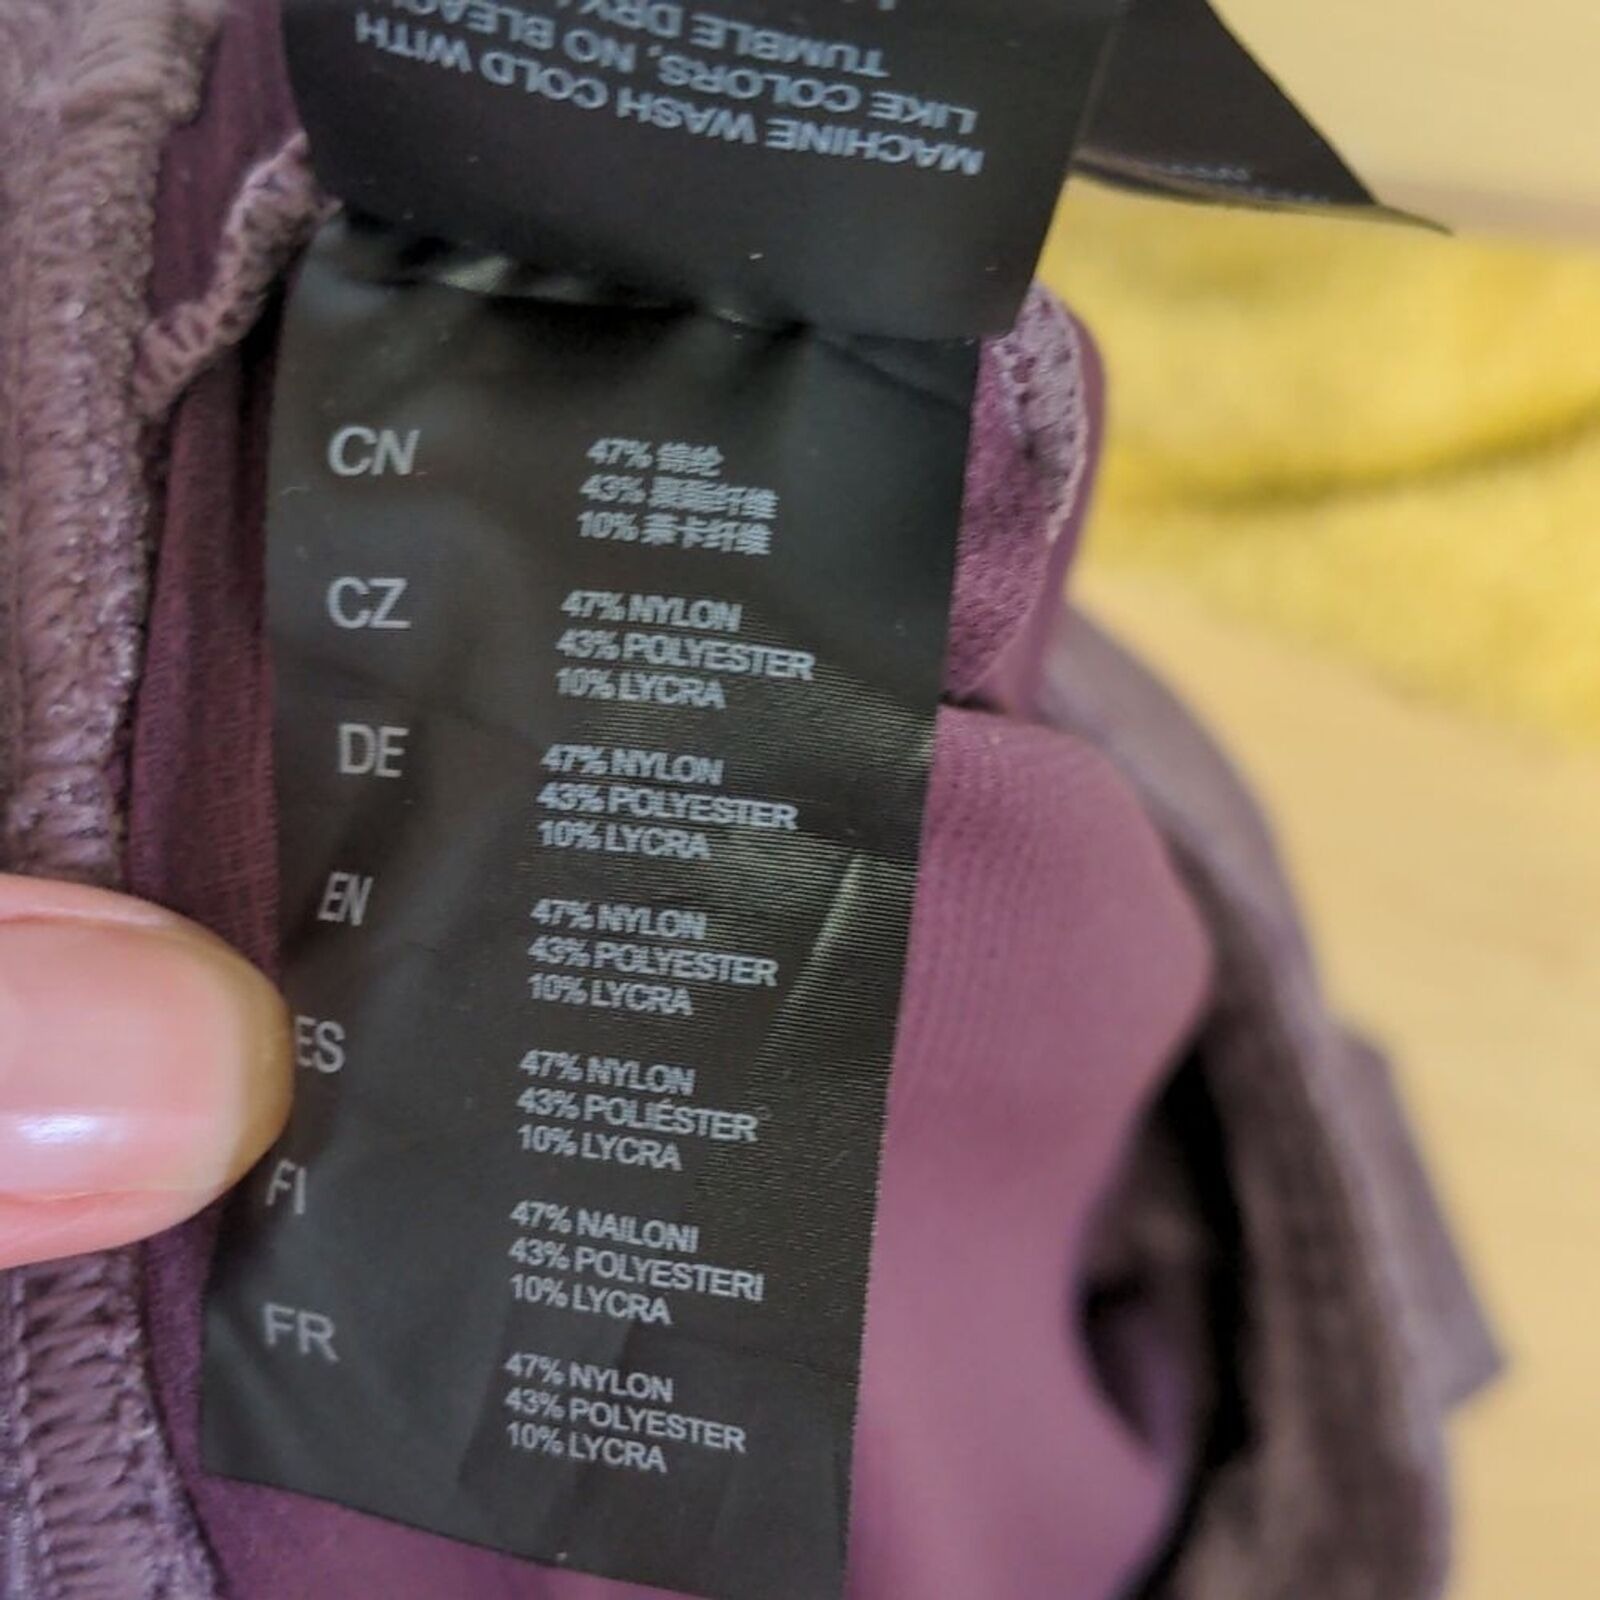 MACHINE WASH COLD WITH
LIKE COLORS, NO BLEACH
TUMBLE DRY
CN
47% 锦纶
43% 聚酯纤维
10% 莱卡纤维
CZ
47% NYLON
43% POLYESTER
10% LYCRA
DE
47% NYLON
43% POLYESTER
10% LYCRA
EN
47% NYLON
43% POLYESTER
10% LYCRA
ES
47% NYLON
43% POLIÉSTER
10% LYCRA
FI
47% NAILONI
43% POLYESTERI
10% LYCRA
FR
47% NYLON
43% POLYESTER
10% LYCRA